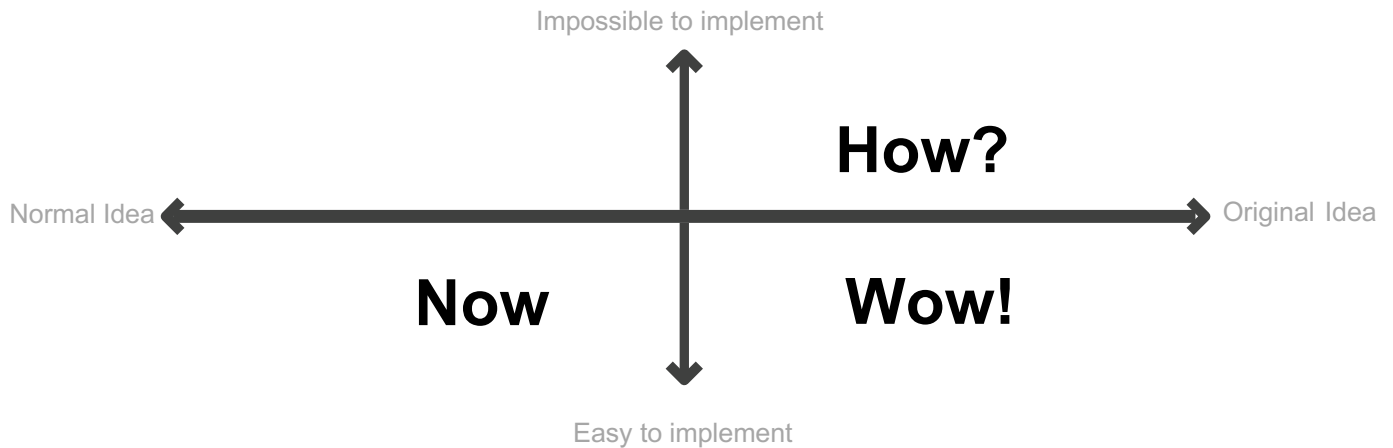 Impossible to implement
How?
Normal Idea
Original Idea
Now
Wow!
Easy to implement